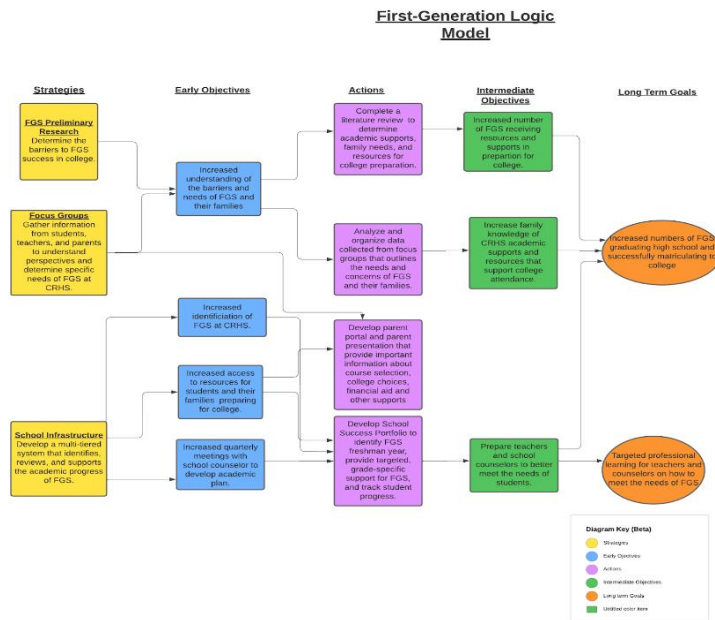 First-Generation Logic
Model
Strategies
Early Objectives
Actions
Intermediate
Objectives
Long Term Goals
FGS Preliminary
Research
Determine the
barriers to FGS
success in college.
Focus Groups
Gather information
from students,
teachers, and parents
to understand
perspectives and
determine specific
needs of FGS at CRHS.
School Infrastructure
Develop a multi-tiered
system that identifies,
reviews, and supports
the academic progress
of FGS.
Increased
understanding of
the barriers and
needs of FGS and
their families
Increased
identificiation of
FGS at CRHS.
Increased access
to resources for
students and their
families preparing
for college.
Increased quarterly
meetings with
school counselor to
develop academic
plan.
Complete a
literature review to
determine academic
supports,
family needs, and
resources for
college preparation.
Analyze and
organize data
collected from focus
groups that outlines
the needs and
concerns of FGS
and their families.
Develop parent
portal and parent
presentation that
provide important
information about
course selection,
college choices,
financial aid and
other supports
Develop School
Success Portfolio to
identify FGS
freshman year,
provide targeted,
grade-specific
support for FGS,
and track student
progress.
Increased number
of FGS receiving
resources and
supports in
prepartion for
college.
Increase family
knowledge of
CRHS academic
supports and
resources that
support college
attendance.
Prepare teachers
and school
counselors to better
meet the needs of
students.
Increased numbers of FGS
graduating high school and
successfully matriculating to
college
Targeted professional
learning for teachers and
counselors on how to
meet the needs of FGS.
Diagram Key (Beta)
Strategies
Early Ojectives
Actions
Intermediate Objectives
Long term Goals
Untitled color item